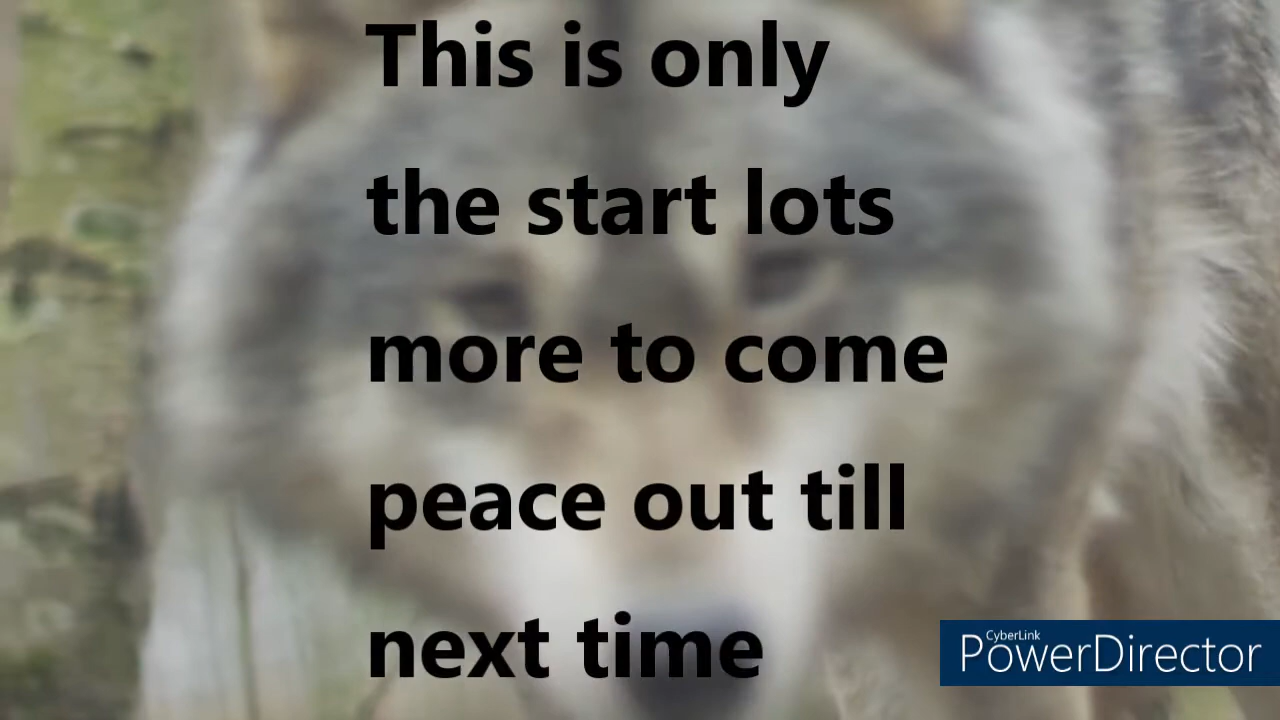 This is only
the start lots
more to come
peace out till
next time
CyberLink
PowerDirector